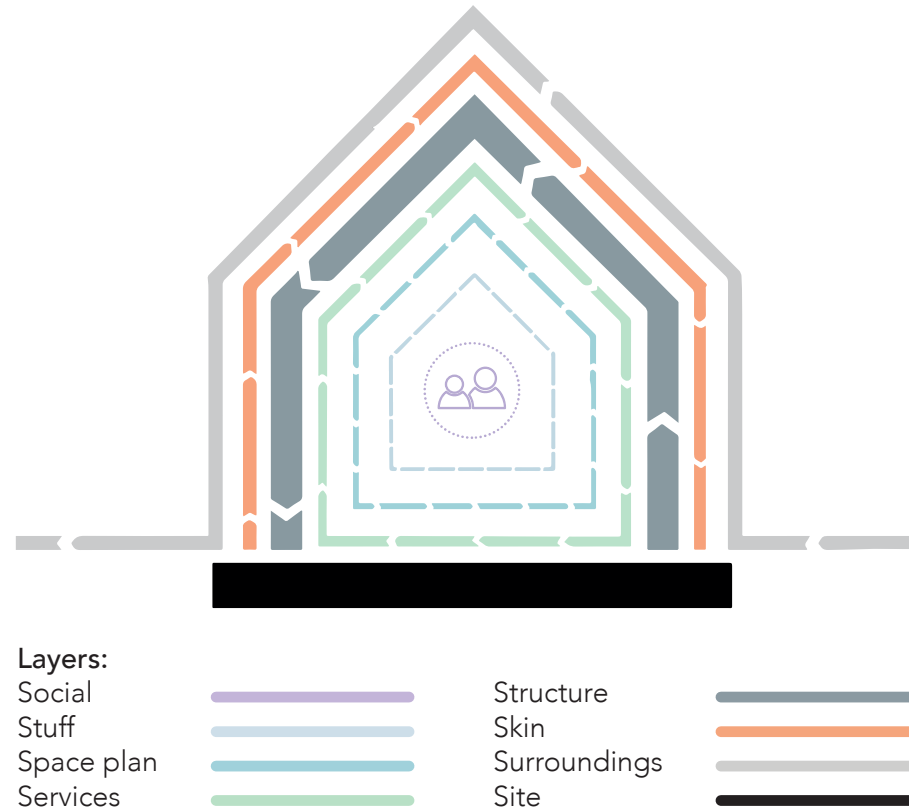 Layers:
Social
Stuff
Space plan
Services
Structure
Skin
Surroundings
Site